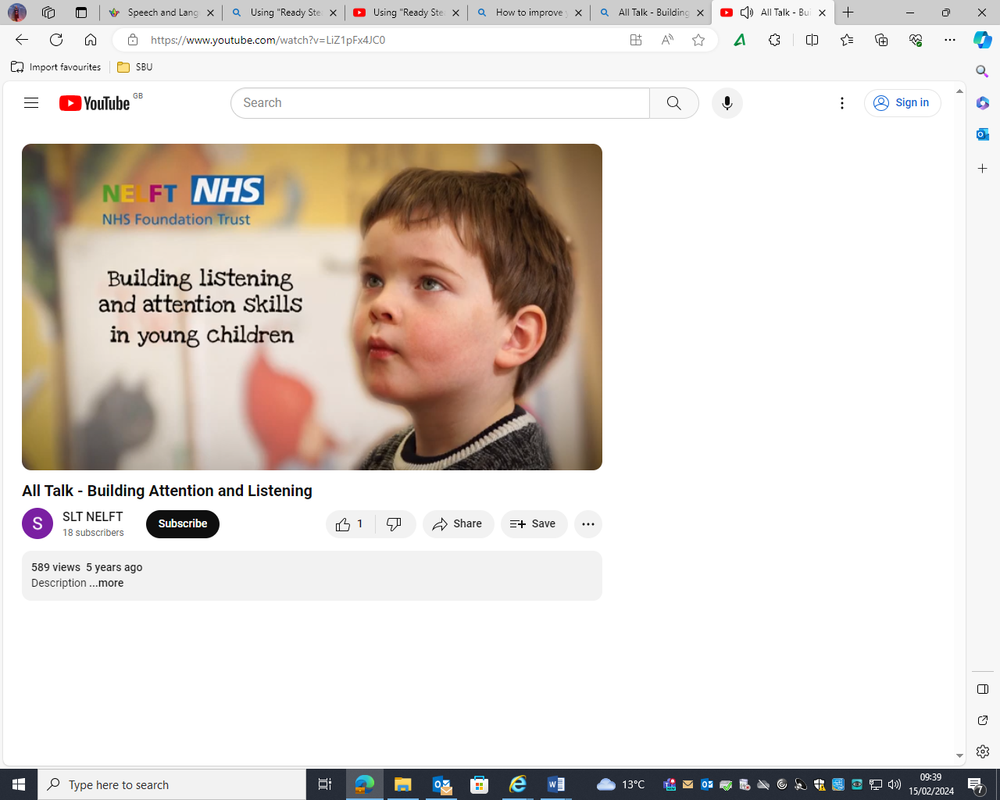 Speech and Lang
Using "Ready Ste
Using "Ready Ste
How to improve y
All Talk - Building
All Talk - Bui
https://www.youtube.com/watch?v=LiZ1pFx4JC0
Import favourites
SBU
YouTube GB
Search
Sign in
NELFT NHS
NHS Foundation Trust
Building listening
and attention skills
in young children
All Talk - Building Attention and Listening
S
SLT NELFT
18 subscribers
Subscribe
1
Share
Save
589 views 5 years ago
Description ...more
Type here to search
13°C
09:39
15/02/2024
7